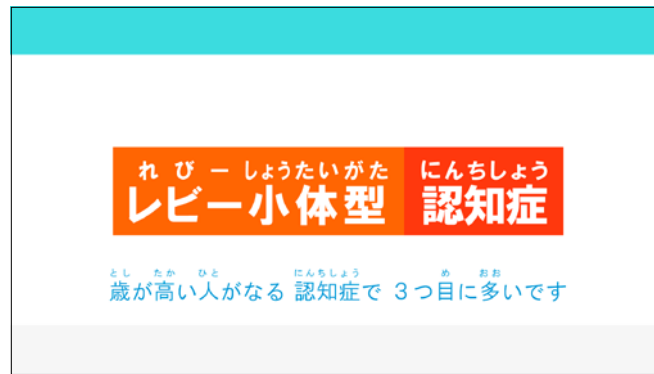 れびーしょうたいがた にんちしょう
レビー小体型 認知症
とし たか ひと にんちしょう め おお
歳が高い人がなる 認知症で 3つ目に多いです